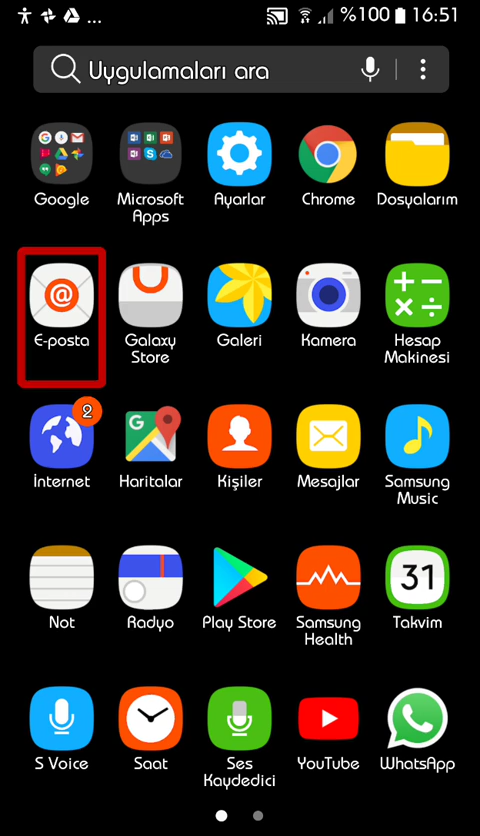 ... %100 16:51
Uygulamaları ara
Google
Microsoft
Apps
Ayarlar
Chrome
Dosyalarım
E-posta
Galaxy
Store
Galeri
Kamera
Hesap
Makinesi
2
İnternet
G
Haritalar
Kişiler
Mesajlar
Samsung
Music
Not
Radyo
Play Store
Samsung
Health
31
Takvim
S Voice
Saat
Ses
Kaydedici
YouTube
WhatsApp